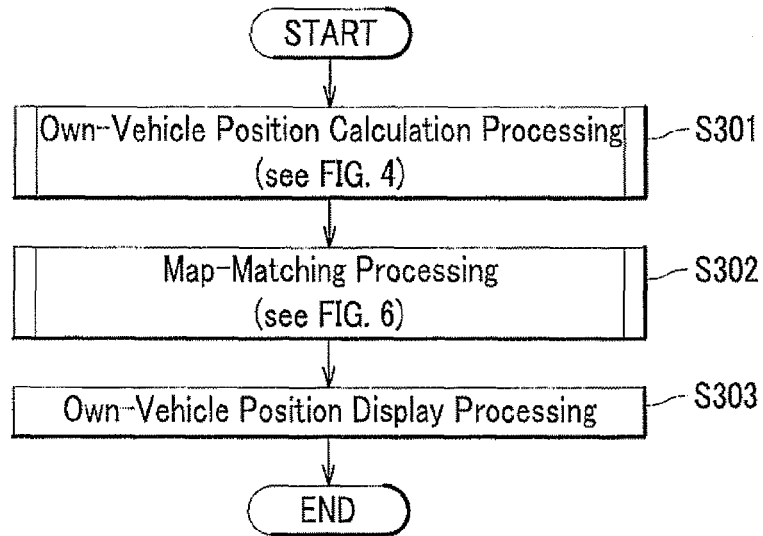 START
Own-Vehicle Position Calculation Processing
(see FIG. 4)
S301
Map-Matching Processing
(see FIG. 6)
S302
Own-Vehicle Position Display Processing
S303
END